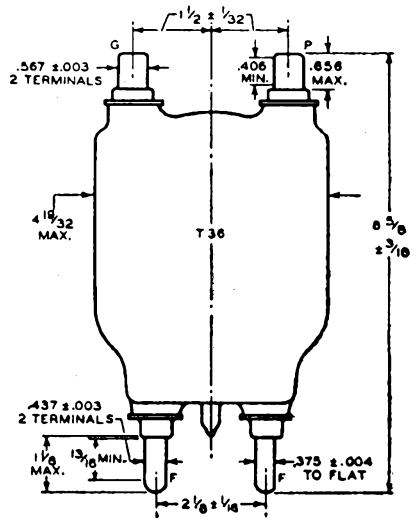 1 1/2 ± 1/32
G
P
.567 ±.003
2 TERMINALS
.406
MIN.
.656
MAX.
4 19/32
MAX.
T 36
8 5/8
± 3/16
.437 ±.003
2 TERMINALS
1 1/8
MAX.
13/16 MIN.
F
F
.375 ±.004
TO FLAT
2 1/8 ± 1/16